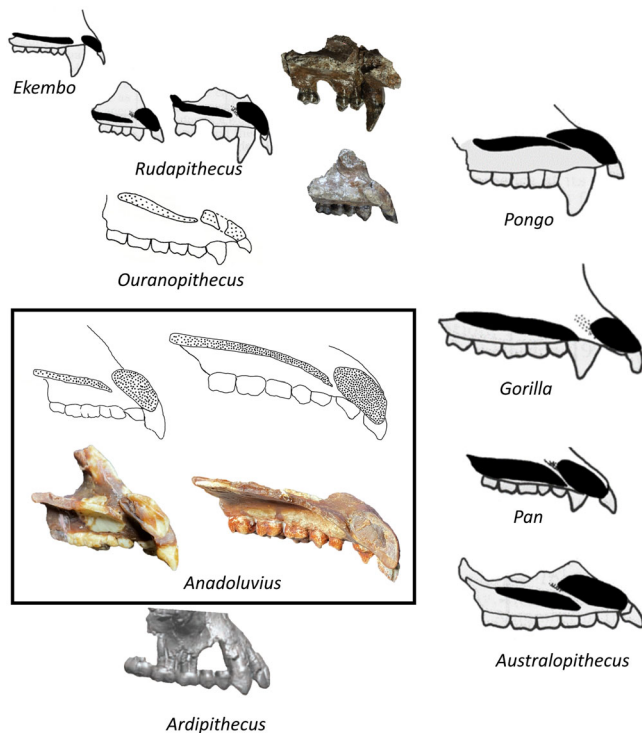 Ekembo
Rudapithecus
Ouranopithecus
Pongo
Gorilla
Anadoluvius
Pan
Australopithecus
Ardipithecus